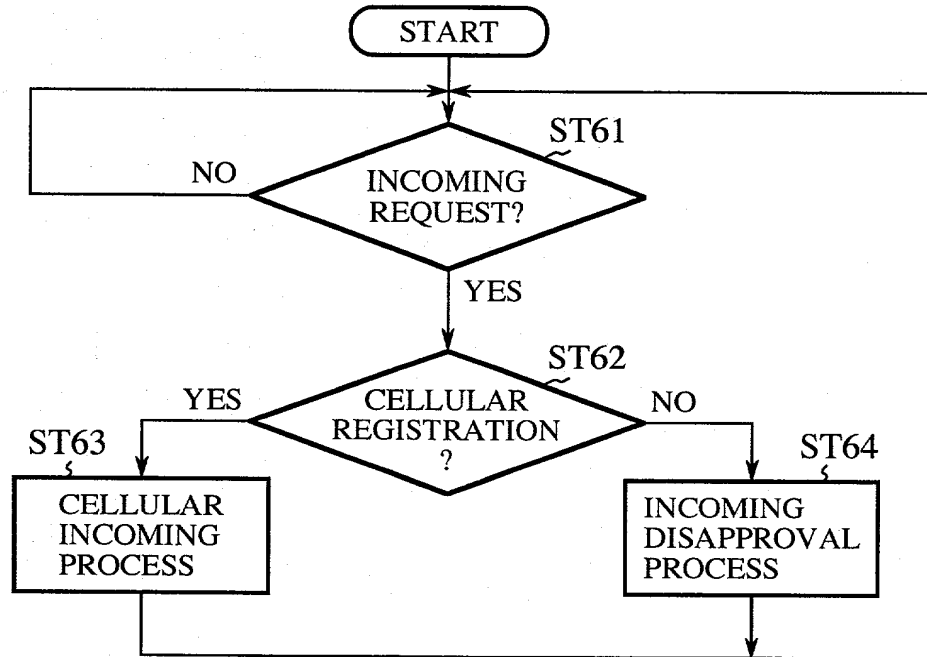 START
ST61
NO
INCOMING
REQUEST?
YES
ST62
YES
CELLULAR
REGISTRATION
?
NO
ST63
ST64
CELLULAR
INCOMING
PROCESS
INCOMING
DISAPPROVAL
PROCESS